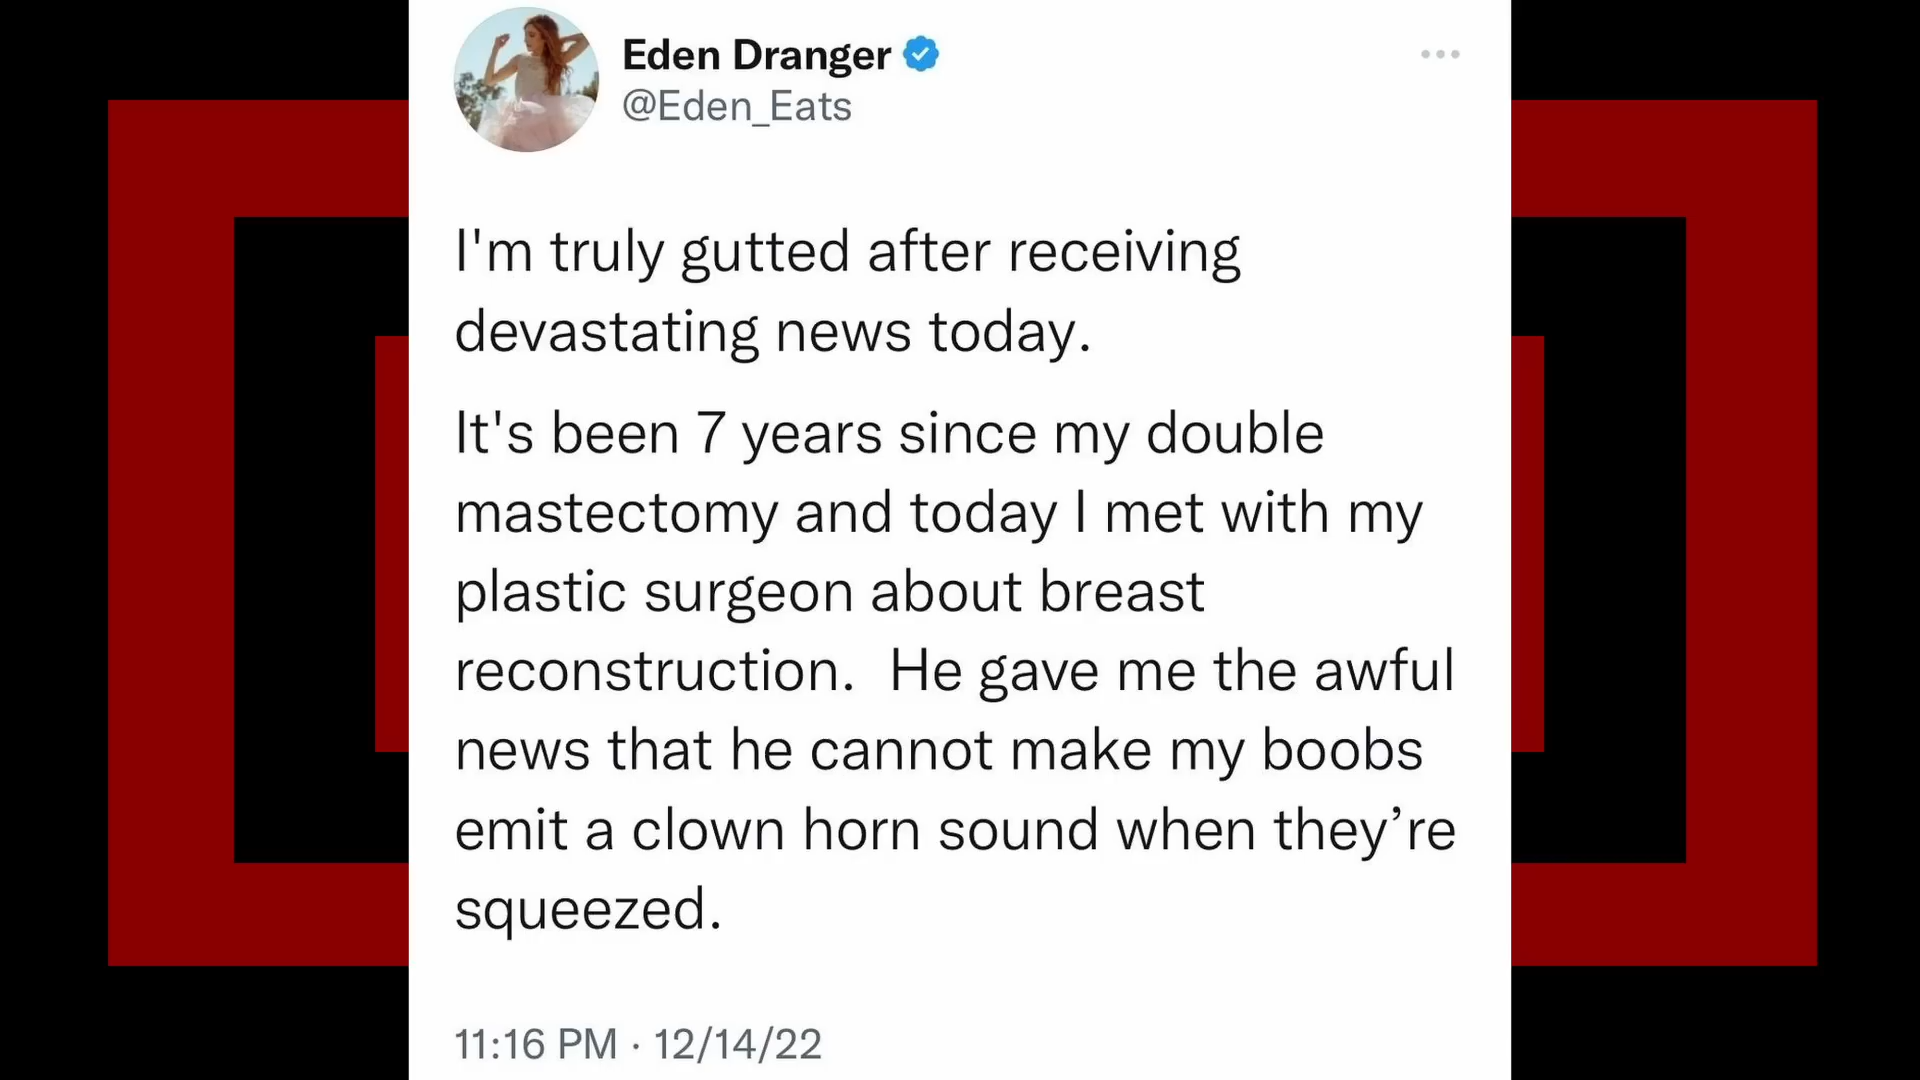 Eden Dranger
@Eden_Eats
I'm truly gutted after receiving
devastating news today.
It's been 7 years since my double
mastectomy and today I met with my
plastic surgeon about breast
reconstruction.  He gave me the awful
news that he cannot make my boobs
emit a clown horn sound when they’re
squeezed.
11:16 PM · 12/14/22